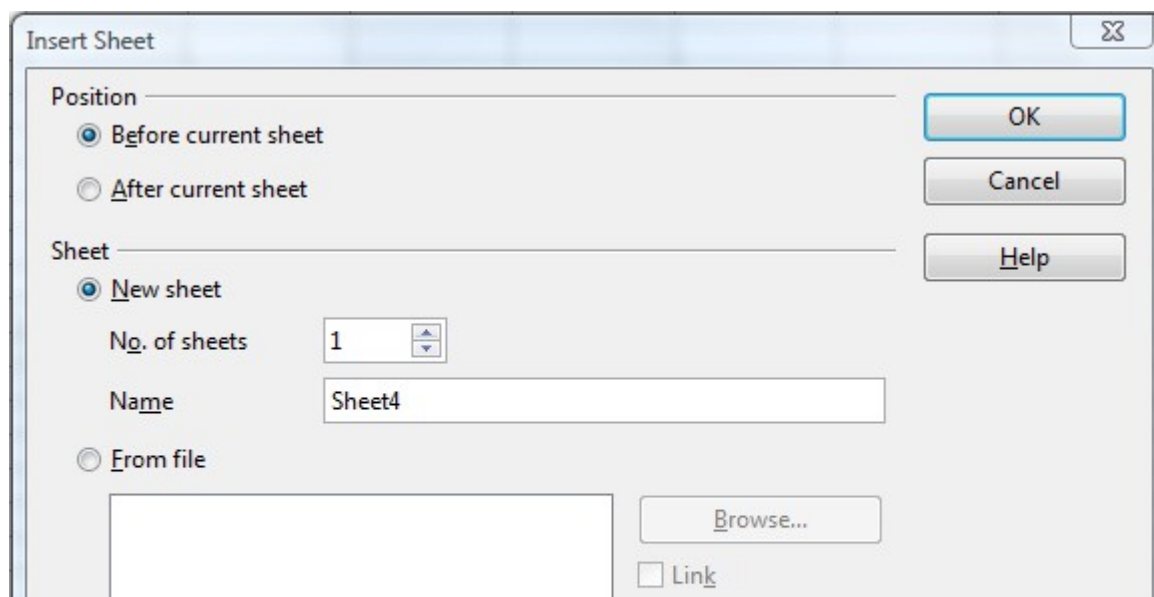 Insert Sheet
Position
Before current sheet
OK
After current sheet
Cancel
Sheet
Help
New sheet
No. of sheets 1
Name Sheet4
From file
Browse...
Link